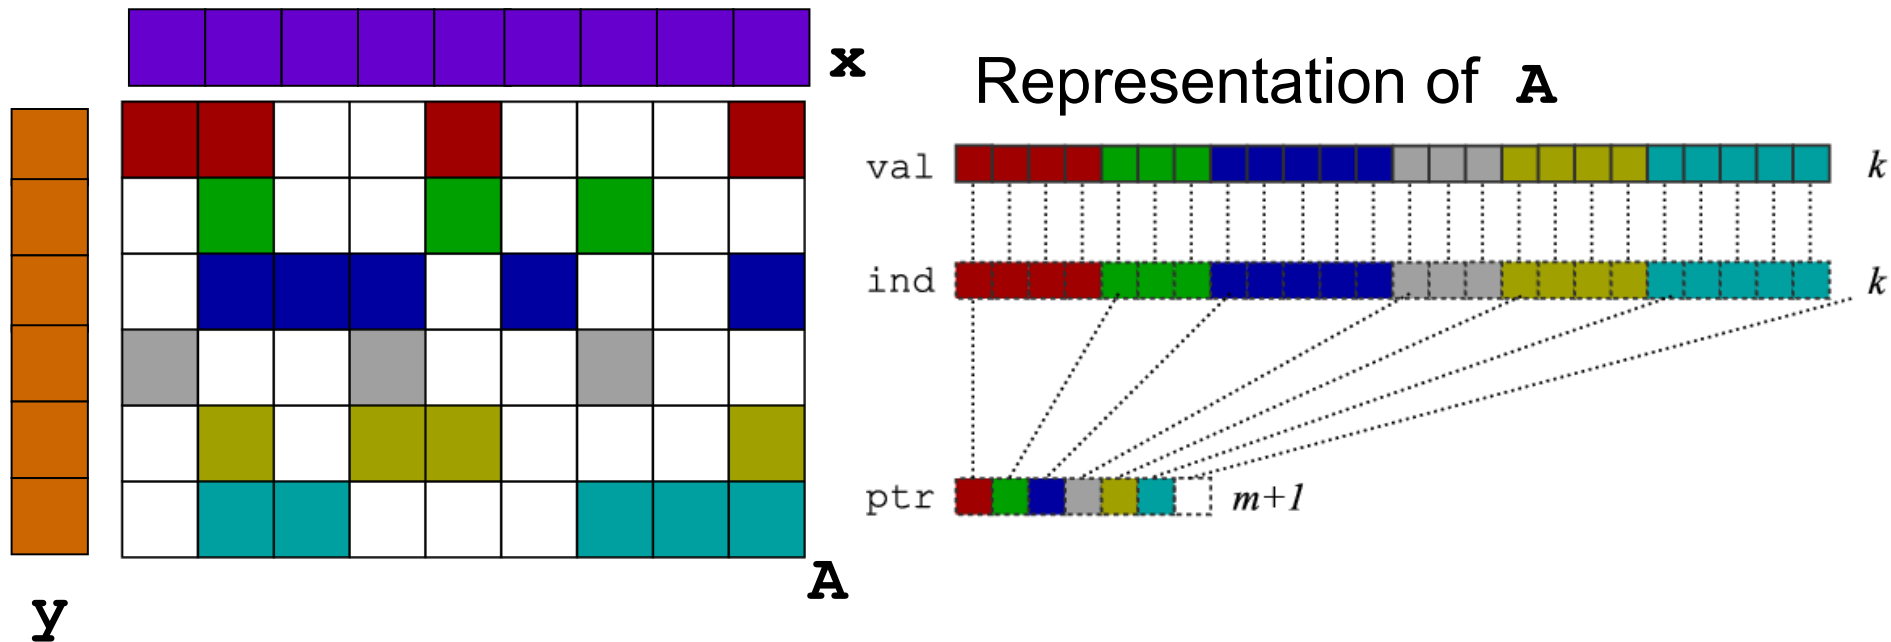 x
Representation of A
val k
ind k
ptr m+1
A
y